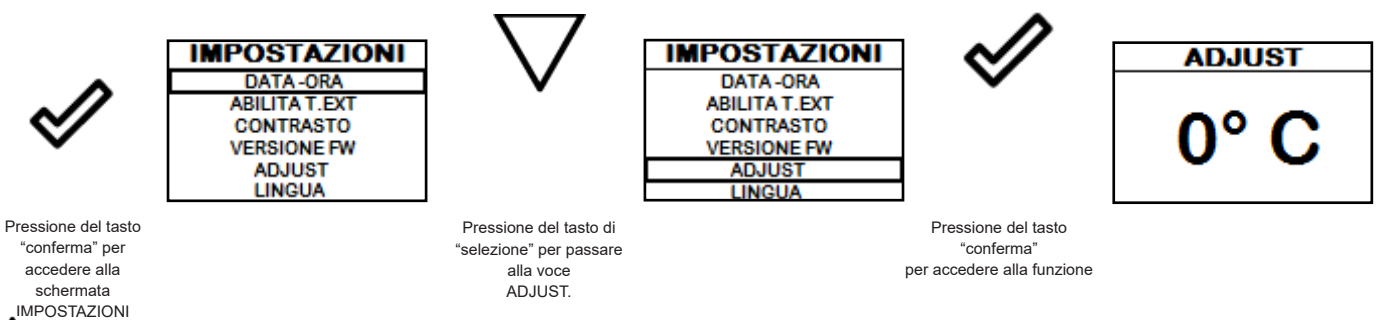 IMPOSTAZIONI
DATA-ORA
ABILITA T.EXT
CONTRASTO
VERSIONE FW
ADJUST
LINGUA
IMPOSTAZIONI
DATA-ORA
ABILITA T.EXT
CONTRASTO
VERSIONE FW
ADJUST
LINGUA
ADJUST
0° C
Pressione del tasto
“conferma” per
accedere alla
schermata
IMPOSTAZIONI
Pressione del tasto di
“selezione” per passare
alla voce
ADJUST.
Pressione del tasto
“conferma”
per accedere alla funzione